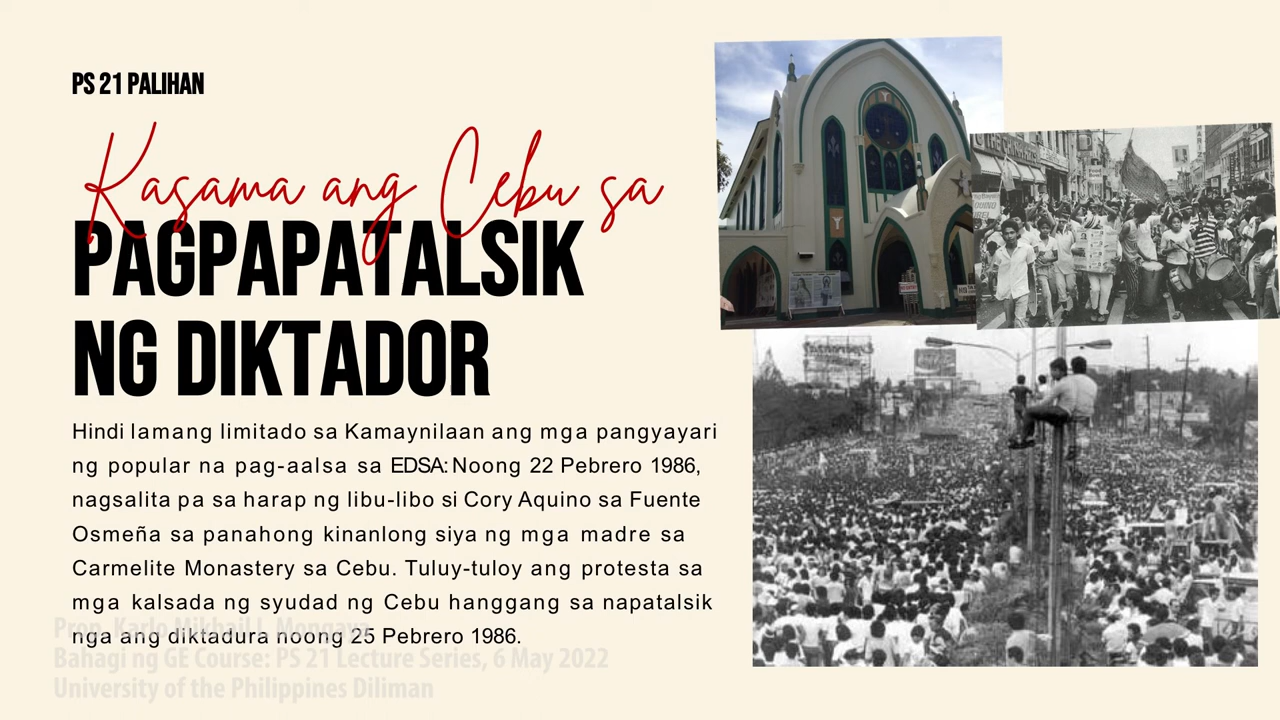 PS 21 PALIHAN
Kasama ang Cebu sa
PAGPAPATALSIK
NG DIKTADOR
Hindi lamang limitado sa Kamaynilaan ang mga pangyayari
ng popular na pag-aalsa sa EDSA: Noong 22 Pebrero 1986,
nagsalita pa sa harap ng libu-libo si Cory Aquino sa Fuente
Osmeña sa panahong kinanlong siya ng mga madre sa
Carmelite Monastery sa Cebu. Tuluy-tuloy ang protesta sa
mga kalsada ng syudad ng Cebu hanggang sa napatalsik
nga ang diktadura noong 25 Pebrero 1986.
Prop. Karlo Mikhail I. Mongaya
Bahagi ng GE Course: PS 21 Lecture Series, 6 May 2022
University of the Philippines Diliman